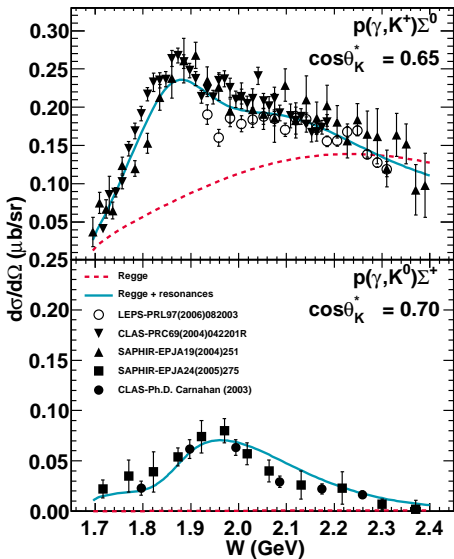 p(γ,K⁺)Σ⁰
cosθ*K = 0.65
0.30
0.25
0.20
0.15
0.10
0.05
0.00
dσ/dΩ (μb/sr)
0.25
p(γ,K⁰)Σ⁺
cosθ*K = 0.70
Regge
Regge + resonances
LEPS-PRL97(2006)082003
CLAS-PRC69(2004)042201R
SAPHIR-EPJA19(2004)251
SAPHIR-EPJA24(2005)275
CLAS-Ph.D. Carnahan (2003)
0.20
0.15
0.10
0.05
0.00
1.7 1.8 1.9 2.0 2.1 2.2 2.3 2.4
W (GeV)